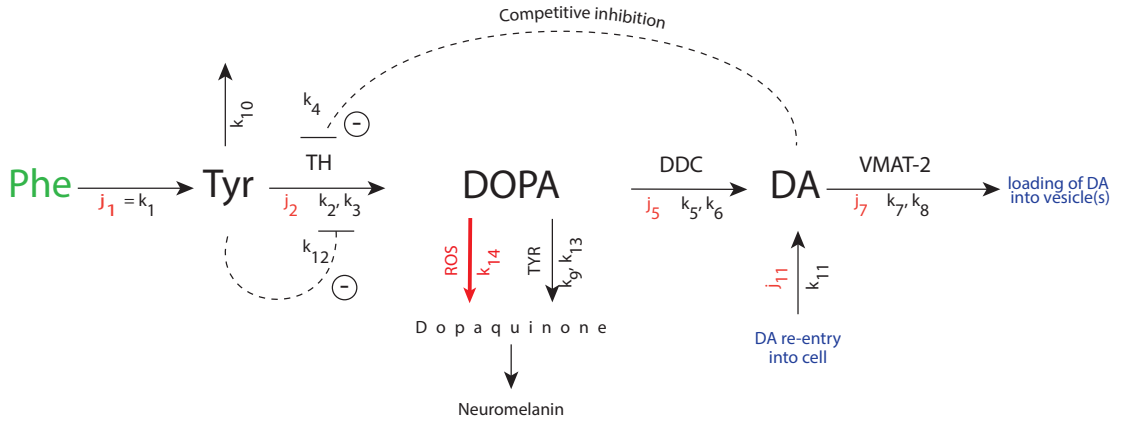 Competitive inhibition
k4
−
k10
TH
DDC
VMAT-2
Phe
Tyr
DOPA
DA
loading of DA
into vesicle(s)
j1 = k1
j2 k2, k3
j5 k5, k6
j7 k7, k8
k12
−
ROS
k14
TYR
k9, k13
j11
k11
Dopaquinone
DA re-entry
into cell
Neuromelanin